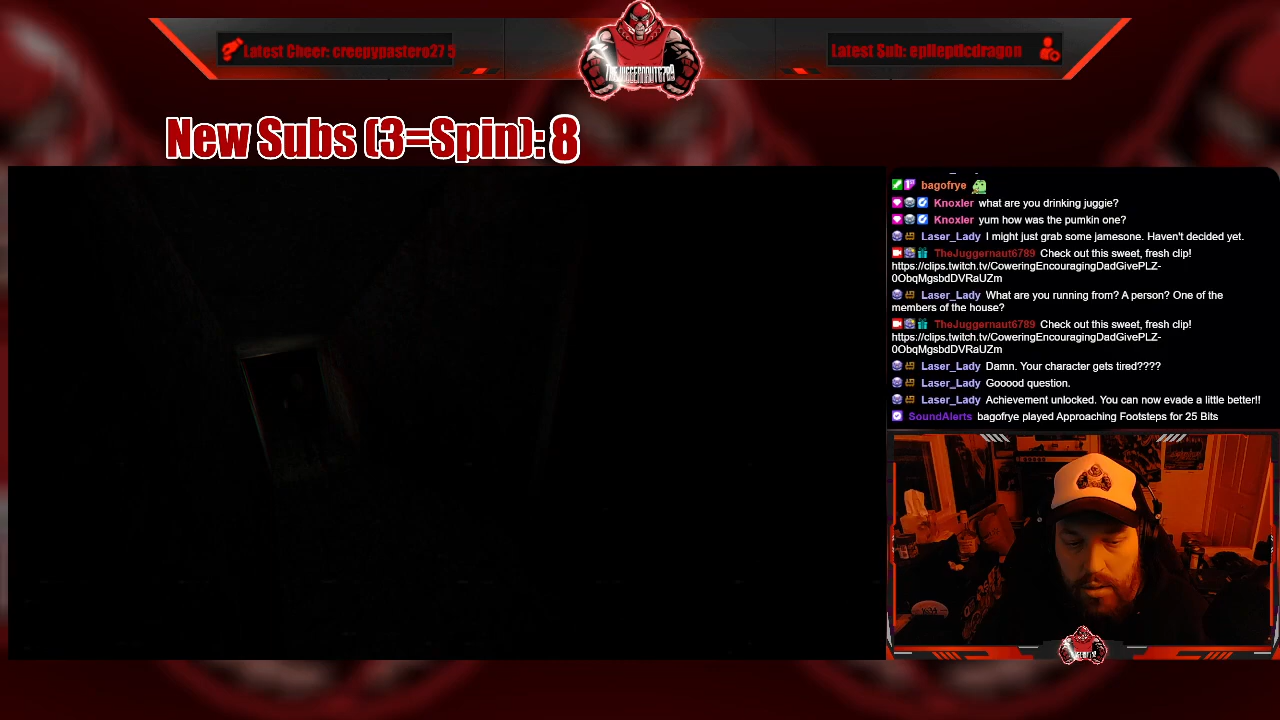 Latest Cheer: creepypastero27 5
THEJUGGERNAUT6789
Latest Sub: epilepticdragon
New Subs (3=Spin): 8
bagofrye
Knoxler what are you drinking juggie?
Knoxler yum how was the pumkin one?
Laser_Lady I might just grab some jamesone. Haven't decided yet.
TheJuggernaut6789 Check out this sweet, fresh clip!
https://clips.twitch.tv/CoweringEncouragingDadGivePLZ-
0ObqMgsbdDVRaUZm
Laser_Lady What are you running from? A person? One of the
members of the house?
TheJuggernaut6789 Check out this sweet, fresh clip!
https://clips.twitch.tv/CoweringEncouragingDadGivePLZ-
0ObqMgsbdDVRaUZm
Laser_Lady Damn. Your character gets tired????
Laser_Lady Gooood question.
Laser_Lady Achievement unlocked. You can now evade a little better!!
SoundAlerts bagofrye played Approaching Footsteps for 25 Bits